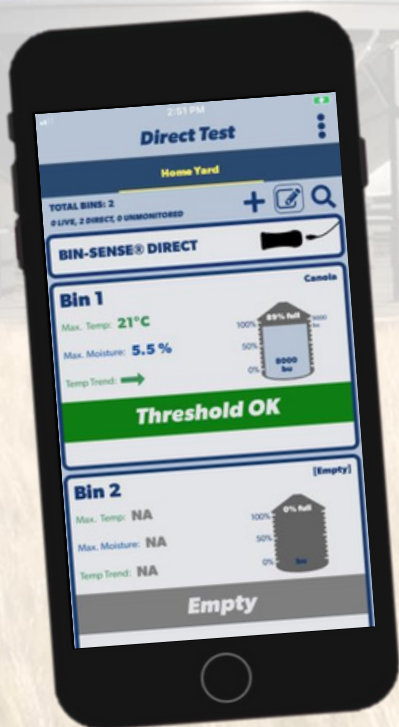 2:51 PM
Direct Test
Home Yard
TOTAL BINS: 2
0 LIVE, 2 DIRECT, 0 UNMONITORED
BIN-SENSE® DIRECT
Bin 1
Canola
Max. Temp: 21°C
Max. Moisture: 5.5 %
Temp Trend:
89% full
100%
9000
bu
50%
8000
bu
0%
Threshold OK
Bin 2
[Empty]
Max. Temp: NA
Max. Moisture: NA
Temp Trend: NA
0% full
100%
50%
0%
bu
Empty